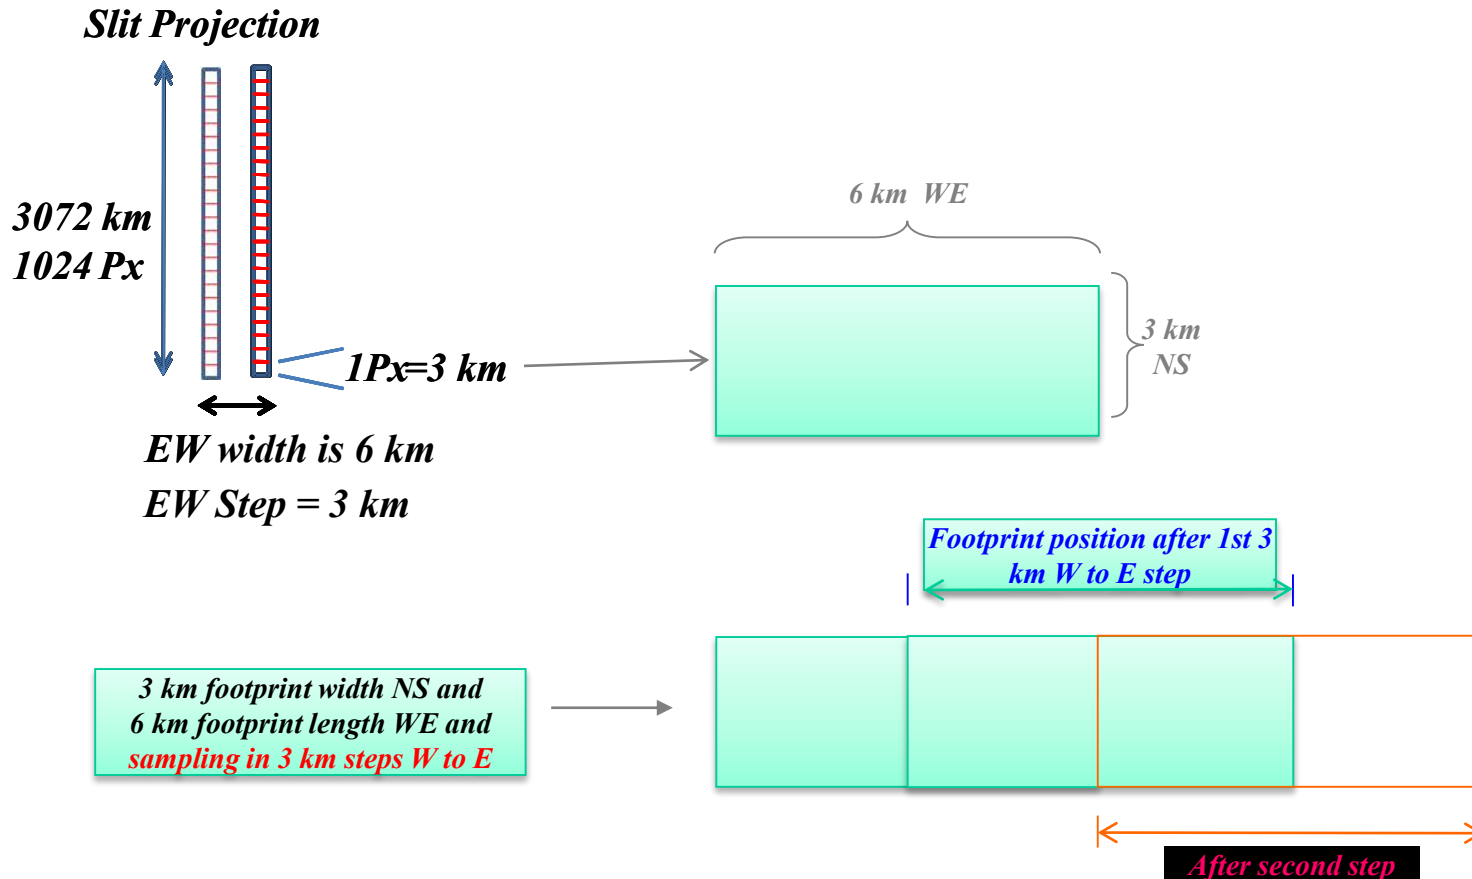 Slit Projection
3072 km
1024 Px
1Px=3 km
EW width is 6 km
EW Step = 3 km
6 km WE
3 km
NS
Footprint position after 1st 3
km W to E step
3 km footprint width NS and
6 km footprint length WE and
sampling in 3 km steps W to E
After second step